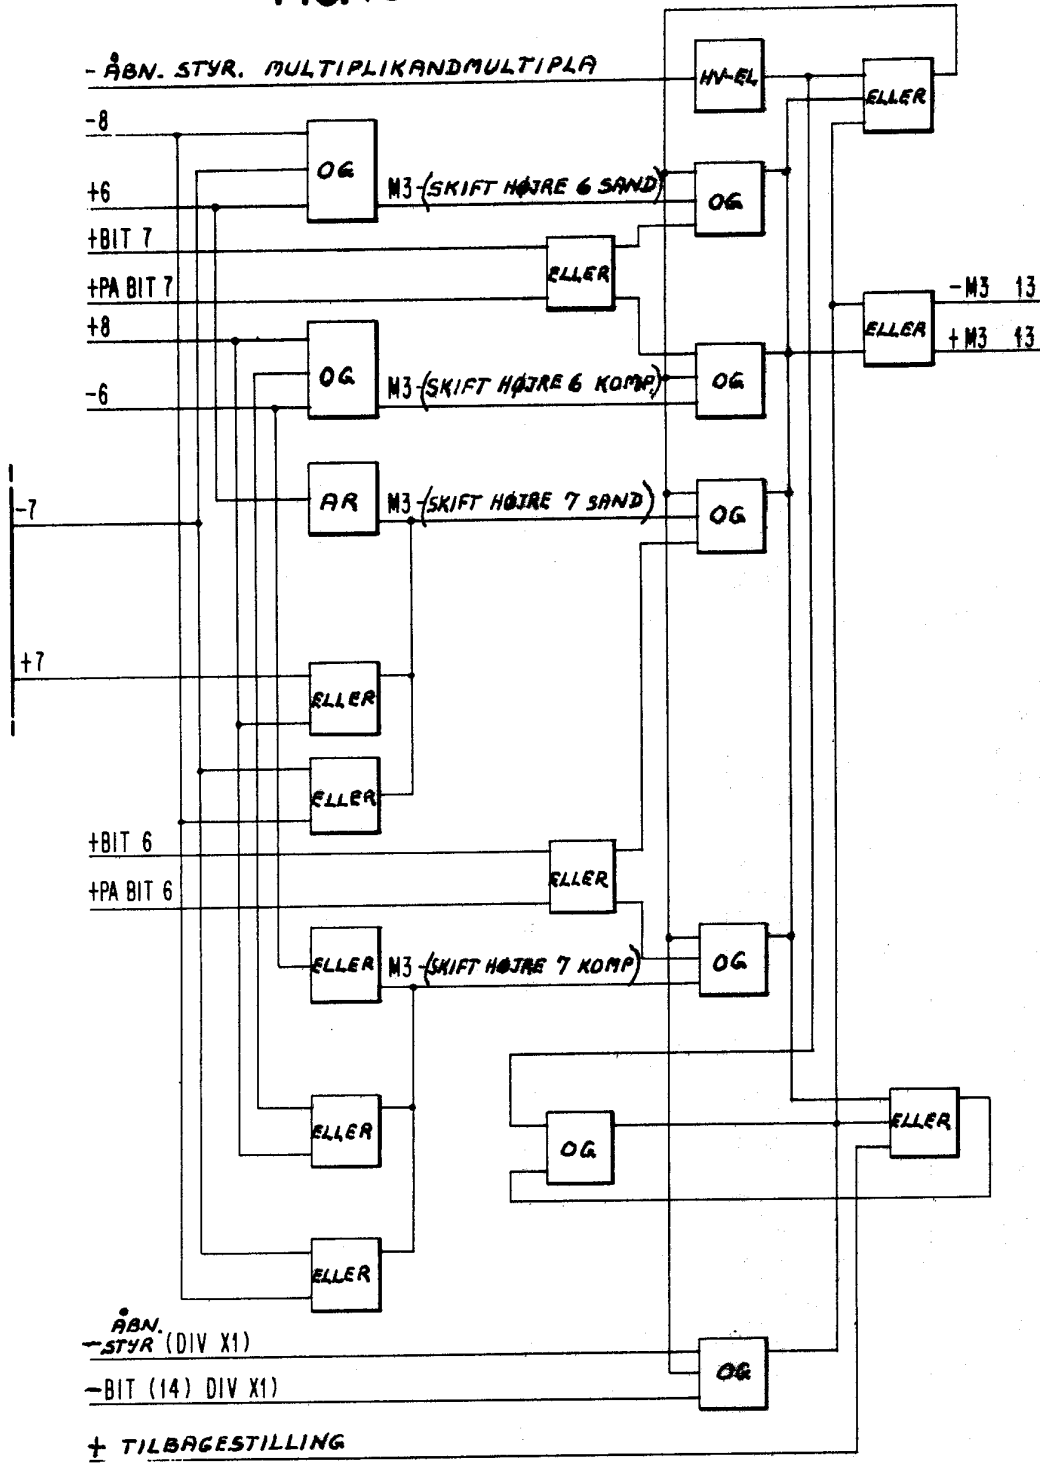 - ÅBN. STYR. MULTIPLIKANDMULTIPLA
HV-EL
ELLER
-8
OG
M3-(SKIFT HØJRE 6 SAND)
OG
+6
+BIT 7
ELLER
+PA BIT 7
-M3 13
ELLER
+M3 13
+8
OG
M3-(SKIFT HØJRE 6 KOMP.)
OG
-6
AR
M3-(SKIFT HØJRE 7 SAND)
OG
-7
+7
ELLER
ELLER
+BIT 6
ELLER
+PA BIT 6
ELLER
M3-(SKIFT HØJRE 7 KOMP)
OG
ELLER
OG
ELLER
ELLER
ÅBN.
-STYR (DIV X1)
OG
-BIT (14) DIV X1)
+ TILBAGESTILLING